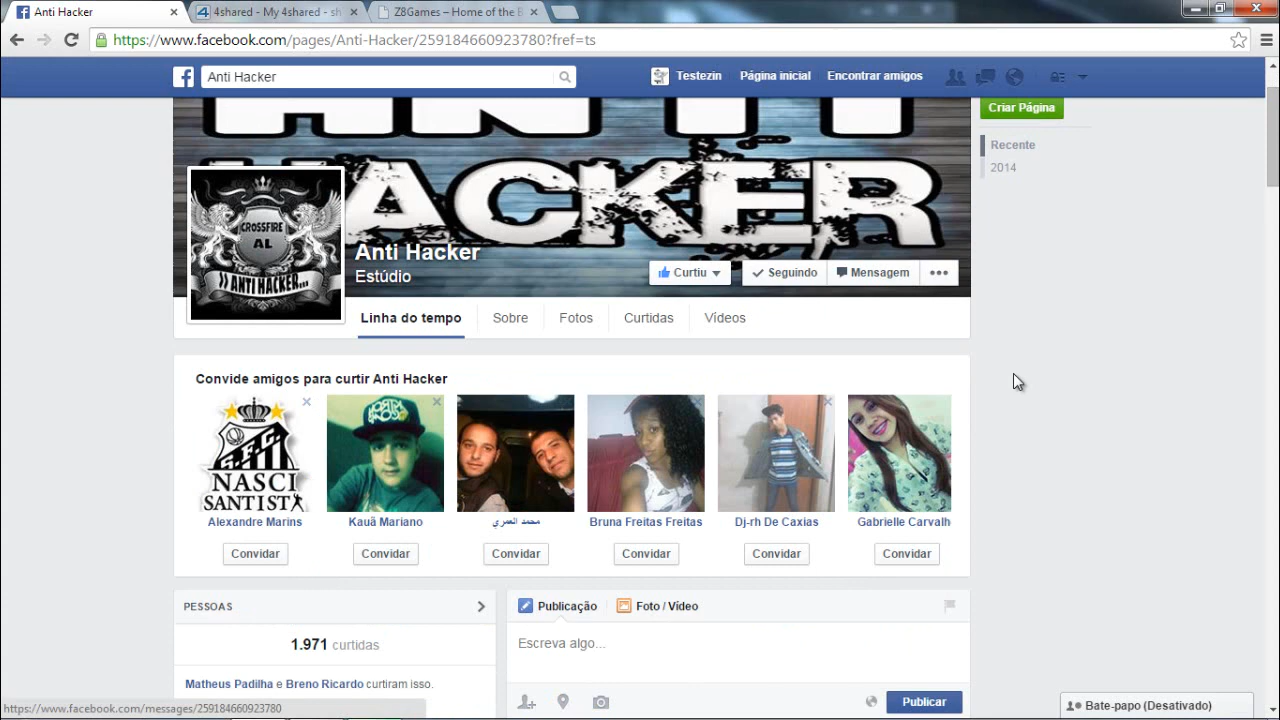 Anti Hacker
4shared - My 4shared - sh
Z8Games – Home of the B
https://www.facebook.com/pages/Anti-Hacker/259184660923780?fref=ts
Anti Hacker
Testezin
Página inicial
Encontrar amigos
ANTI
HACKER
CROSSFIRE
AL
ANTI HACKER...
Anti Hacker
Estúdio
Curtiu
Seguindo
Mensagem
Criar Página
Recente
2014
Linha do tempo
Sobre
Fotos
Curtidas
Vídeos
Convide amigos para curtir Anti Hacker
S.F.C.
NASCI
SANTISTA
Alexandre Marins
Kauã Mariano
محمد العمري
Bruna Freitas Freitas
Dj-rh De Caxias
Gabrielle Carvalh
Convidar
Convidar
Convidar
Convidar
Convidar
Convidar
PESSOAS
1.971 curtidas
Matheus Padilha e Breno Ricardo curtiram isso.
Publicação
Foto / Vídeo
Escreva algo...
Publicar
https://www.facebook.com/messages/259184660923780
Bate-papo (Desativado)